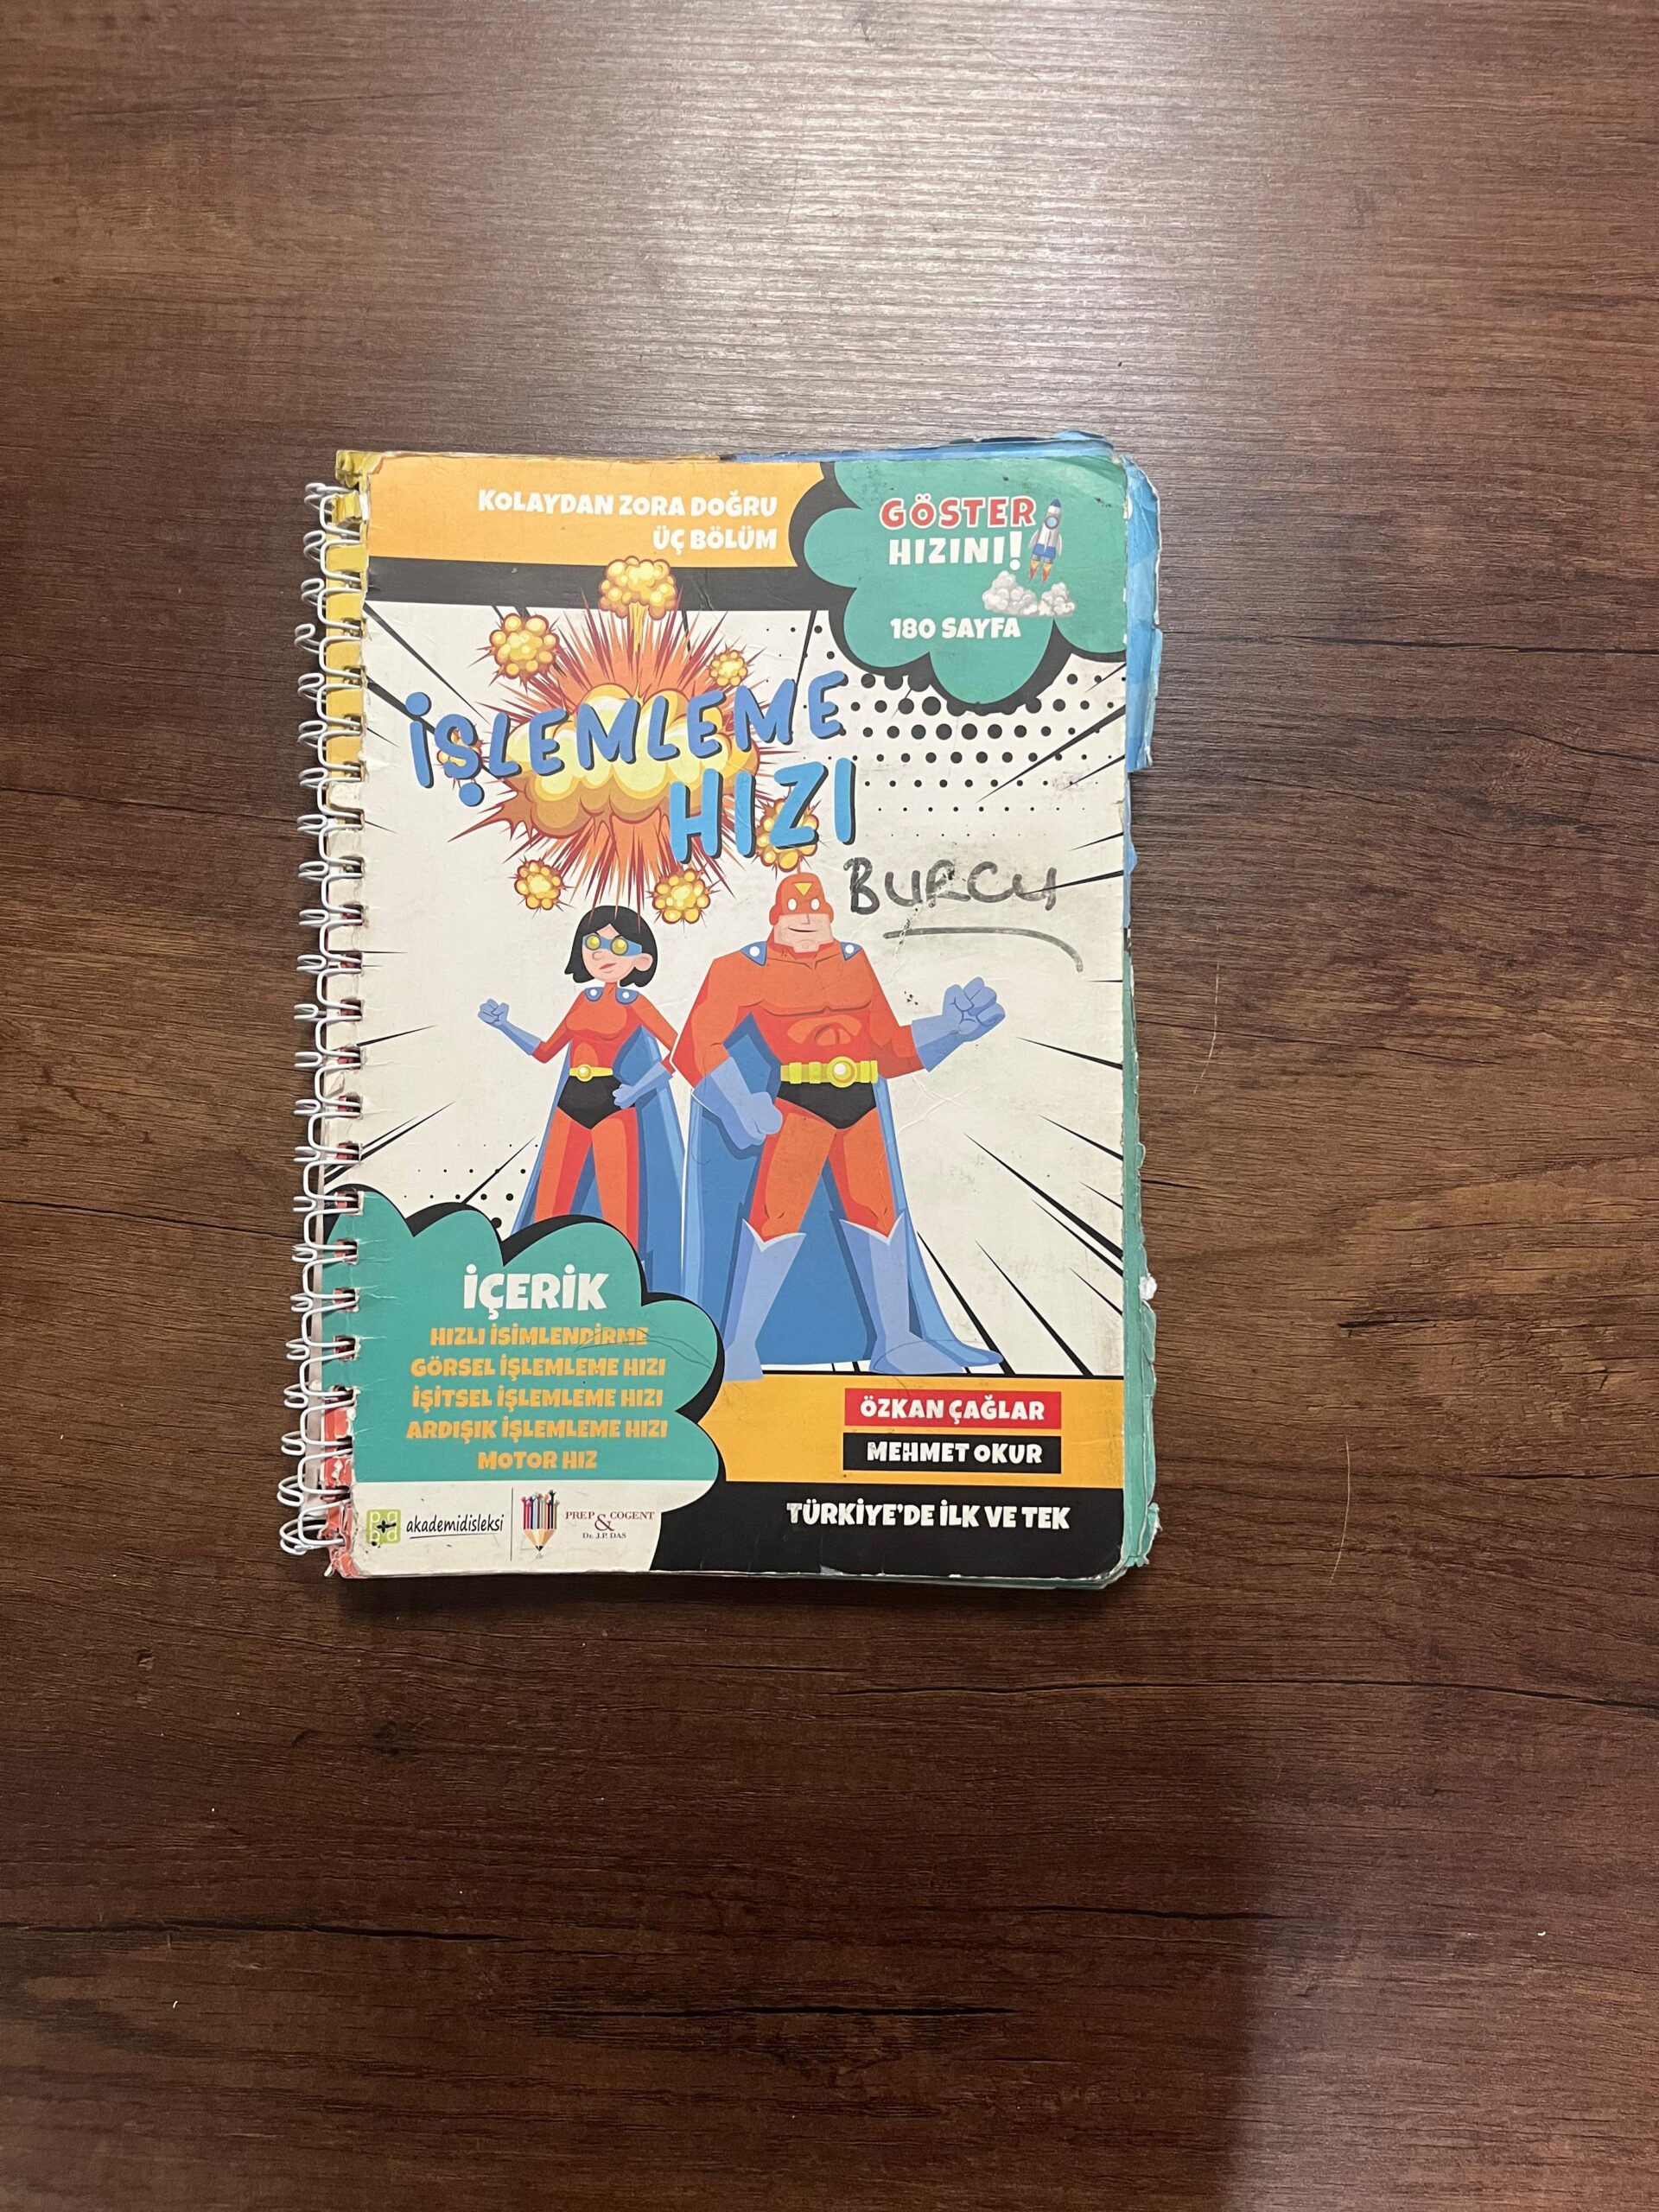 KOLAYDAN ZORA DOĞRU
ÜÇ BÖLÜM
GÖSTER
HIZINI!
180 SAYFA
İŞLEMLEME
HIZI
BURCU
İÇERİK
HIZLI İSİMLENDİRME
GÖRSEL İŞLEMLEME HIZI
İŞİTSEL İŞLEMLEME HIZI
ARDIŞIK İŞLEMLEME HIZI
MOTOR HIZ
ÖZKAN ÇAĞLAR
MEHMET OKUR
TÜRKİYE'DE İLK VE TEK
akademidisleksi
PREP & COGENT
Dr. J.P. DAS